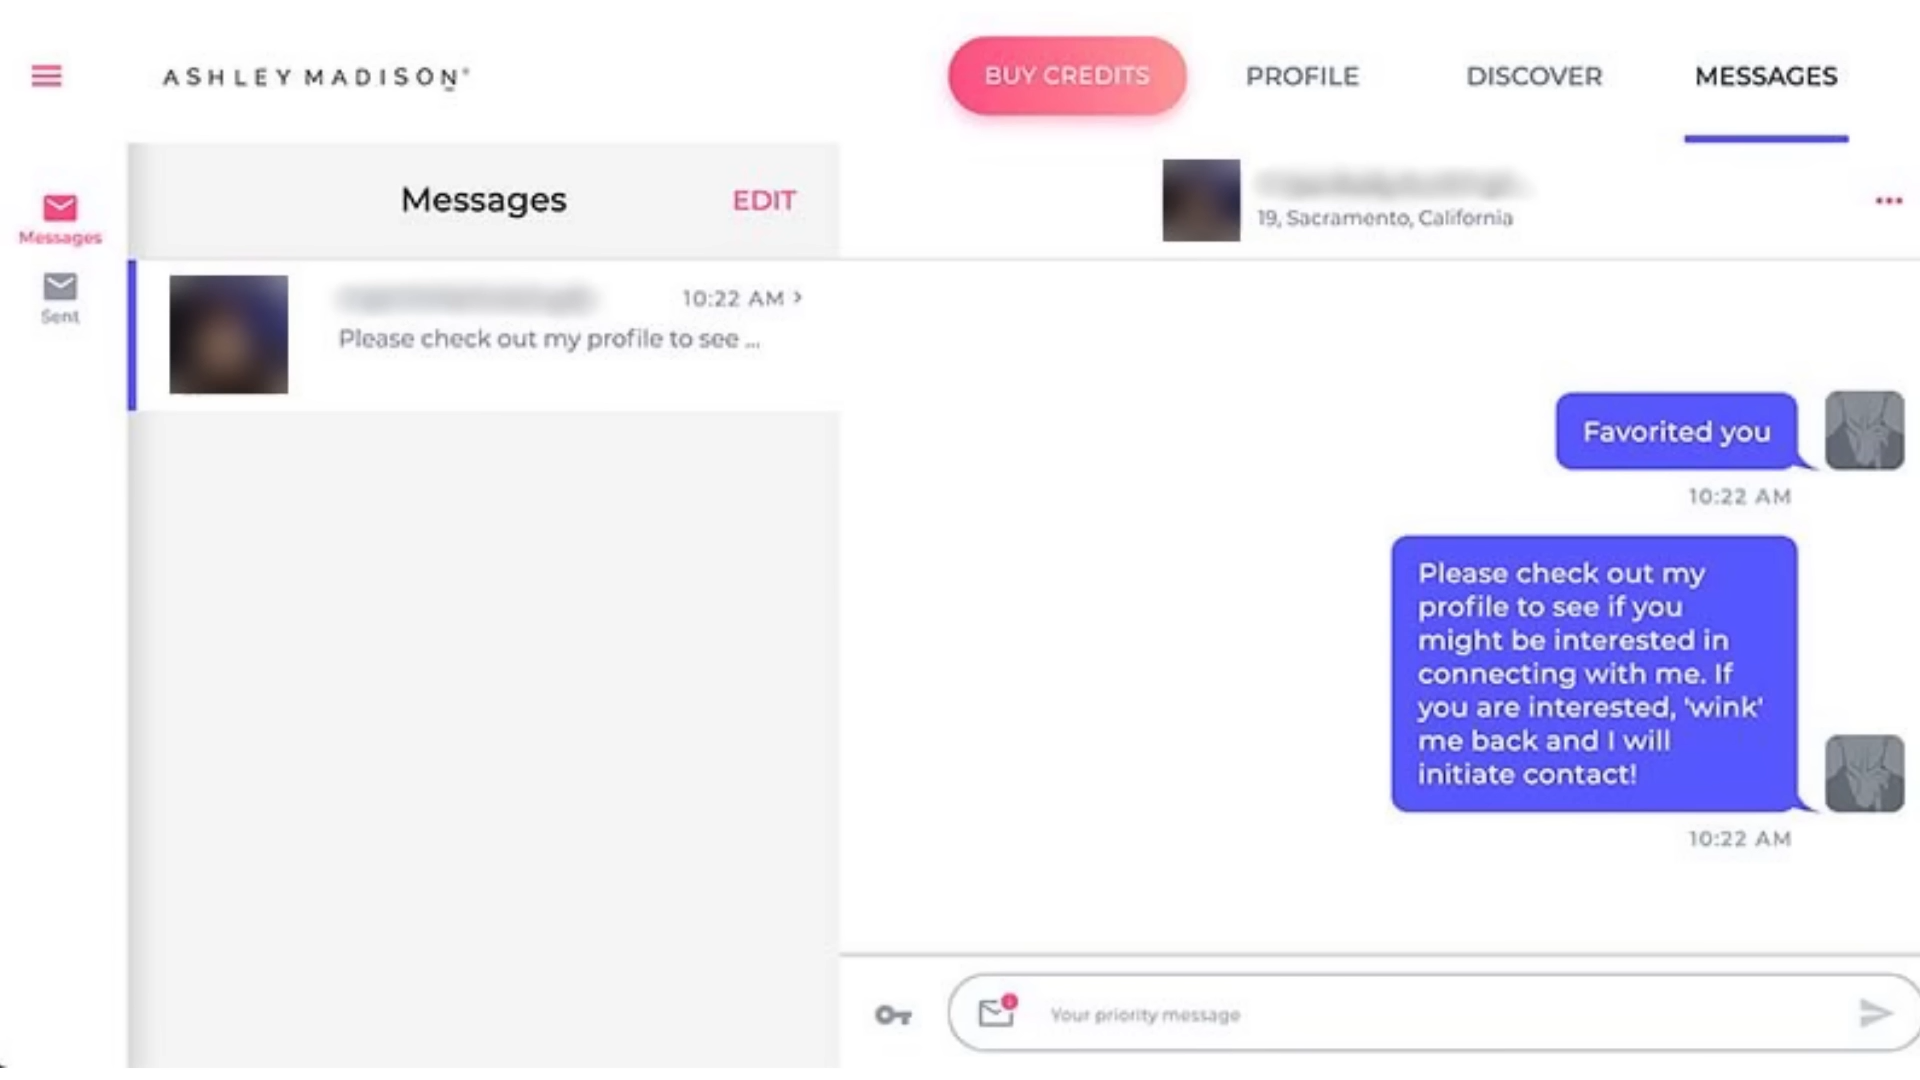 ASHLEY MADISON®
BUY CREDITS
PROFILE
DISCOVER
MESSAGES
Messages
Sent
Messages
EDIT
10:22 AM >
Please check out my profile to see ...
19, Sacramento, California
Favorited you
10:22 AM
Please check out my
profile to see if you
might be interested in
connecting with me. If
you are interested, 'wink'
me back and I will
initiate contact!
10:22 AM
Your priority message